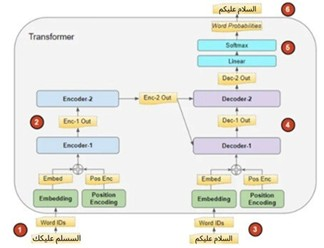 السلام عليكم
6
Word Probabilities
Transformer
Softmax
5
Linear
Dec-2 Out
Encoder-2
Enc-2 Out
Decoder-2
2
Enc-1 Out
Dec-1 Out
4
Encoder-1
Decoder-1
Embed
Pos Enc
Embed
Pos Enc
Embedding
Position Encoding
Embedding
Position Encoding
1
Word IDs
Word IDs
3
السسلم عليكك
السلام عليكم